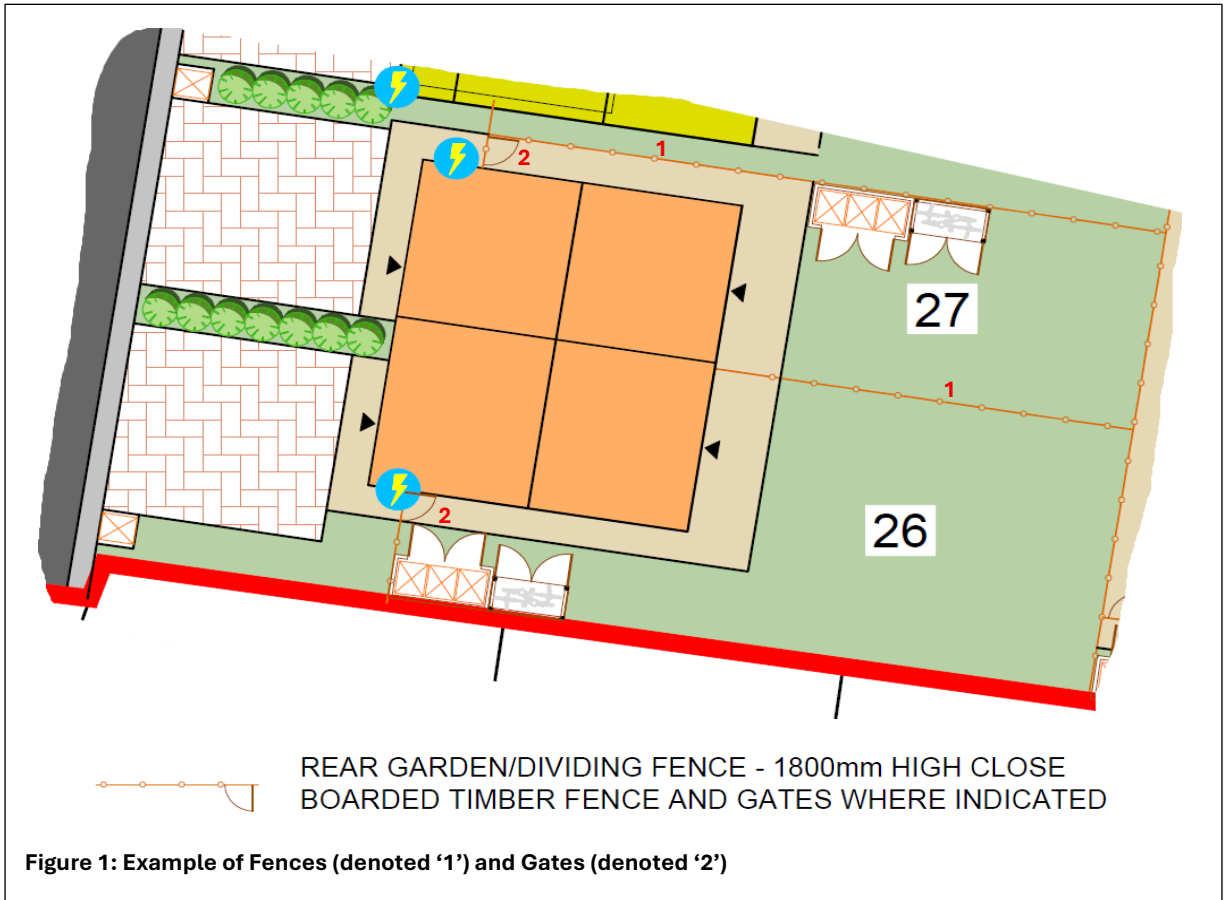 1
2
27
1
26
2
REAR GARDEN/DIVIDING FENCE - 1800mm HIGH CLOSE
BOARDED TIMBER FENCE AND GATES WHERE INDICATED
Figure 1: Example of Fences (denoted ‘1’) and Gates (denoted ‘2’)